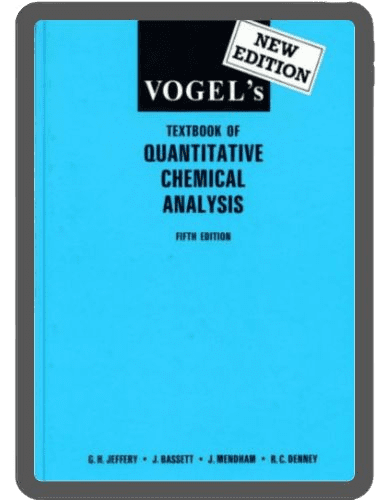 NEW
EDITION
VOGEL's
TEXTBOOK OF
QUANTITATIVE
CHEMICAL
ANALYSIS
FIFTH EDITION
G. H. JEFFERY • J. BASSETT • J. MENDHAM • R. C. DENNEY